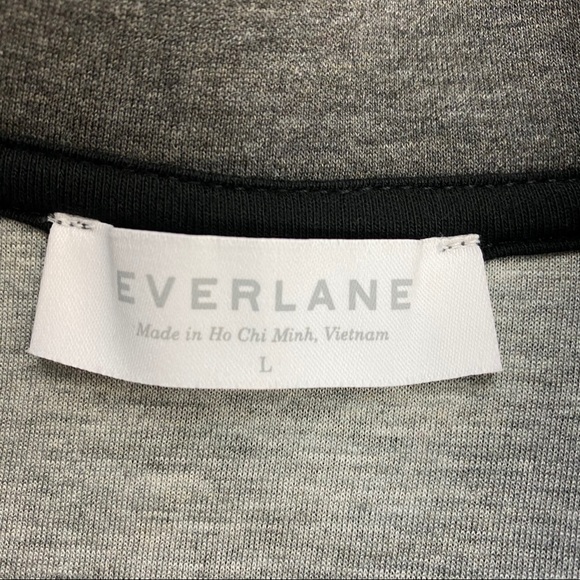 EVERLANE
Made in Ho Chi Minh, Vietnam
L